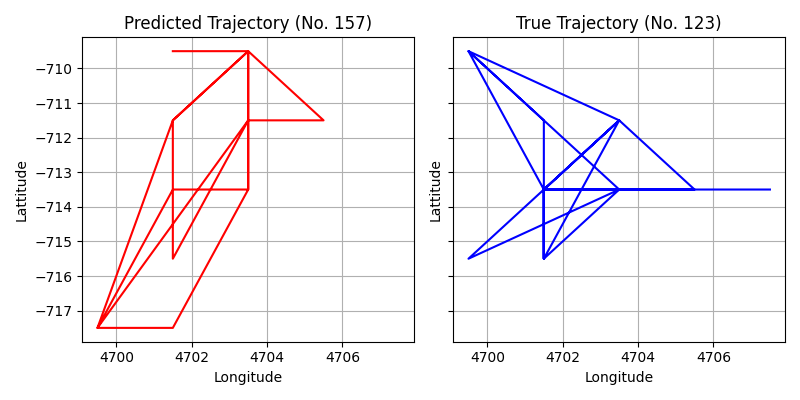 Predicted Trajectory (No. 157)
True Trajectory (No. 123)
Lattitude
−710
−711
−712
−713
−714
−715
−716
−717
4700
4702
4704
4706
Longitude
Lattitude
4700
4702
4704
4706
Longitude